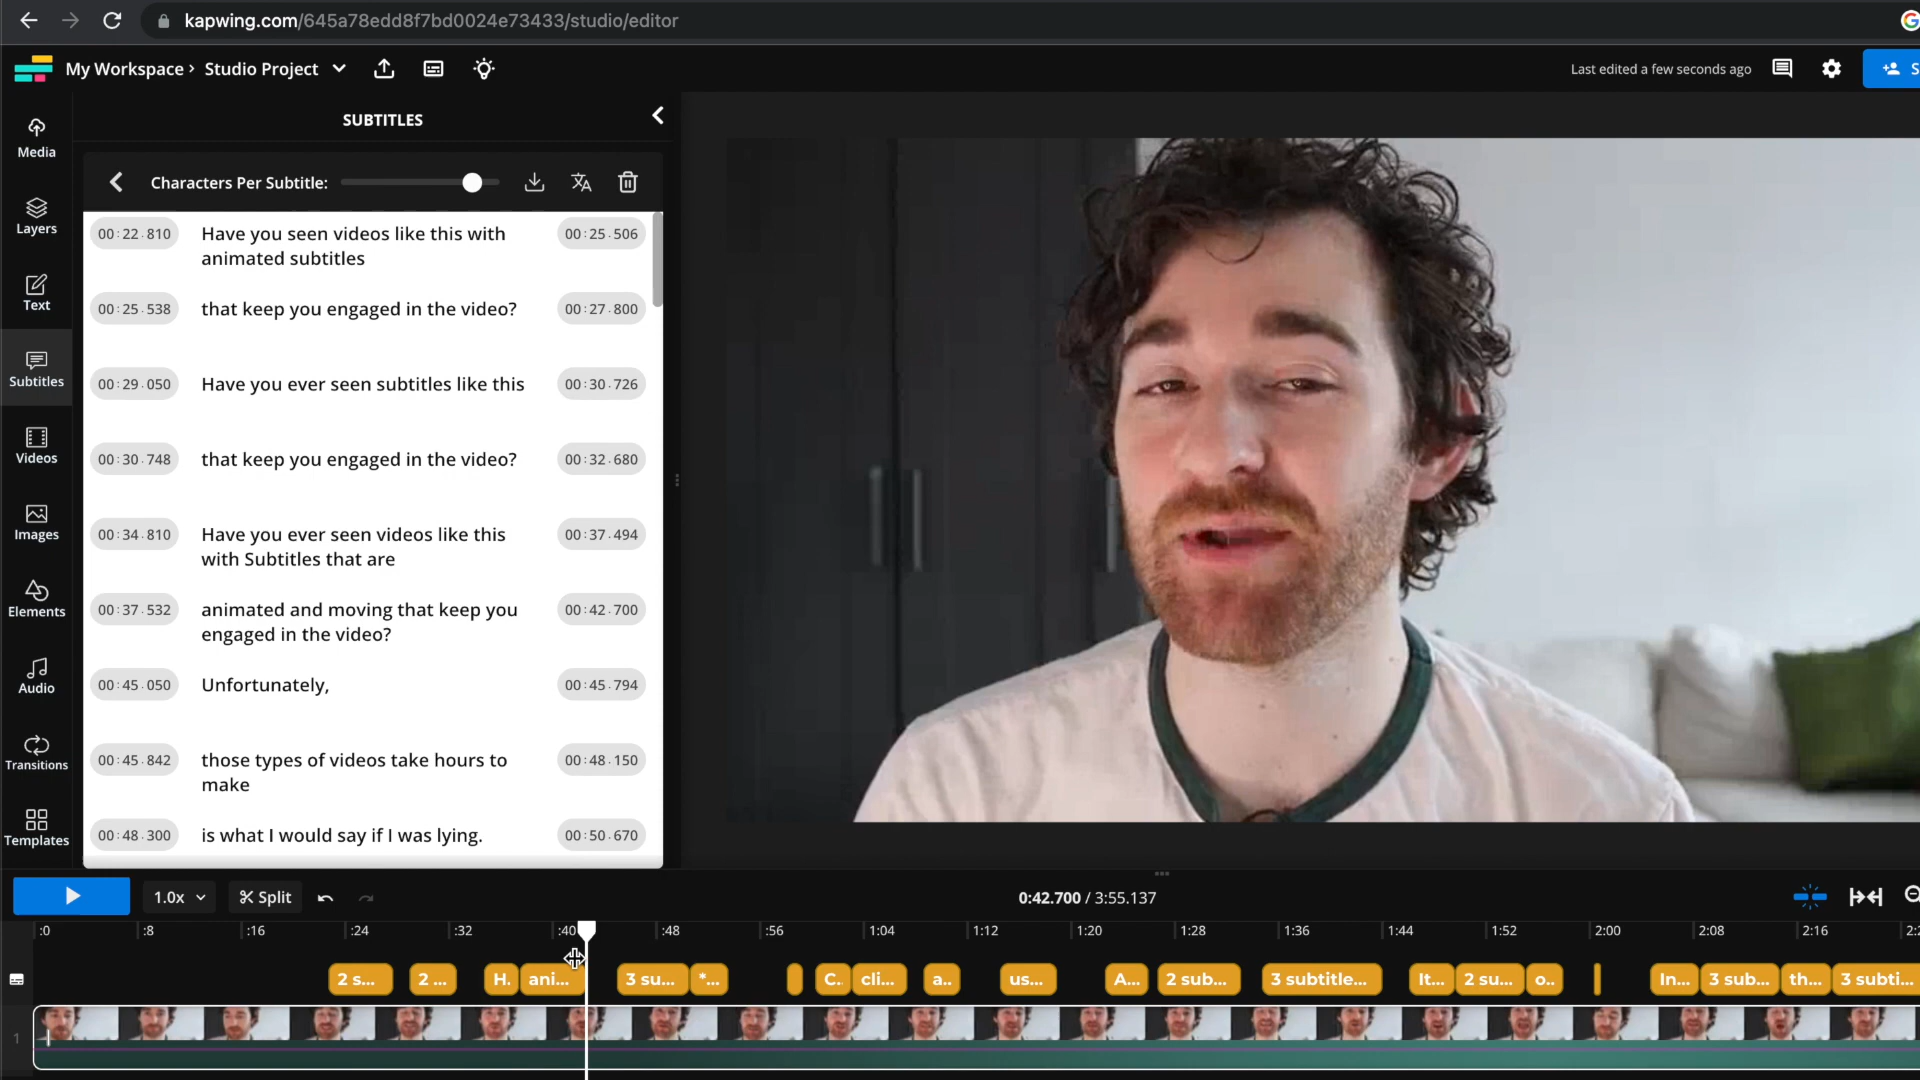 kapwing.com/645a78edd8f7bd0024e73433/studio/editor
My Workspace › Studio Project
Last edited a few seconds ago
S
SUBTITLES
Characters Per Subtitle:
Media
Layers
Text
Subtitles
Videos
Images
Elements
Audio
Transitions
Templates
00:22.810 Have you seen videos like this with 00:25.506
animated subtitles
00:25.538 that keep you engaged in the video? 00:27.800
00:29.050 Have you ever seen subtitles like this 00:30.726
00:30.748 that keep you engaged in the video? 00:32.680
00:34.810 Have you ever seen videos like this 00:37.494
with Subtitles that are
00:37.532 animated and moving that keep you 00:42.700
engaged in the video?
00:45.050 Unfortunately, 00:45.794
00:45.842 those types of videos take hours to 00:48.150
make
00:48.300 is what I would say if I was lying. 00:50.670
1.0x Split 0:42.700 / 3:55.137
:0 :8 :16 :24 :32 :40 :48 :56 1:04 1:12 1:20 1:28 1:36 1:44 1:52 2:00 2:08 2:16 2:2
2 s... 2 ... H. ani... 3 su... *... C.. cli... a.. us... A... 2 sub... 3 subtitle... It... 2 su... o.. In... 3 sub... th... 3 subti...
1